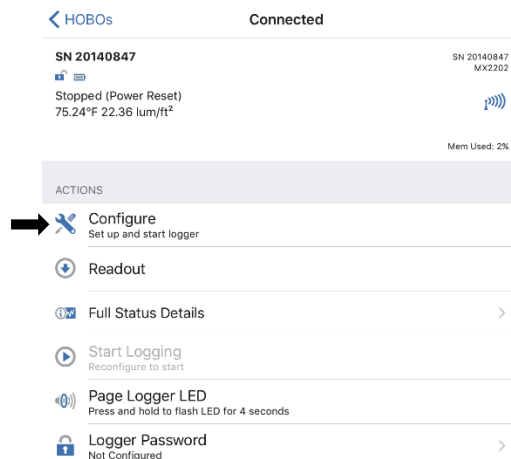 HOBOs
Connected
SN 20140847
SN 20140847
MX2202
Stopped (Power Reset)
75.24°F 22.36 lum/ft²
Mem Used: 2%
ACTIONS
Configure
Set up and start logger
Readout
Full Status Details
Start Logging
Reconfigure to start
Page Logger LED
Press and hold to flash LED for 4 seconds
Logger Password
Not Configured